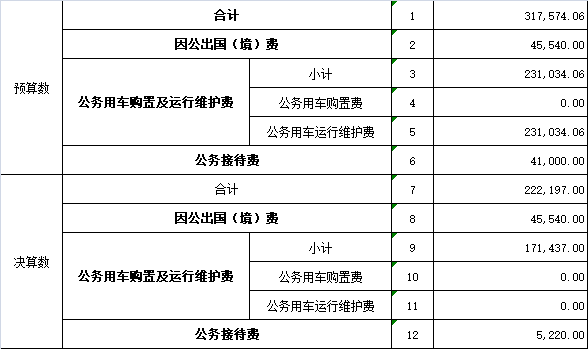 合计 1 317,574.06
因公出国（境）费 2 45,540.00
小计 3 231,034.06
预算数 公务用车购置及运行维护费 公务用车购置费 4 0.00
公务用车运行维护费 5 231,034.06
公务接待费 6 41,000.00
合计 7 222,197.00
因公出国（境）费 8 45,540.00
小计 9 171,437.00
决算数 公务用车购置及运行维护费 公务用车购置费 10 0.00
公务用车运行维护费 11 0.00
公务接待费 12 5,220.00